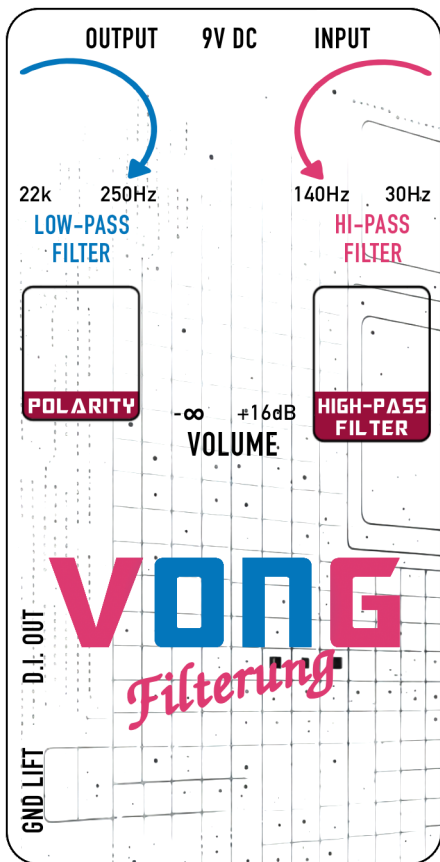 OUTPUT 9V DC INPUT
22k 250Hz 140Hz 30Hz
LOW-PASS
FILTER
HI-PASS
FILTER
POLARITY
-∞ +16dB
VOLUME
HIGH-PASS
FILTER
VONG
Filterung
D.I. OUT
GND LIFT